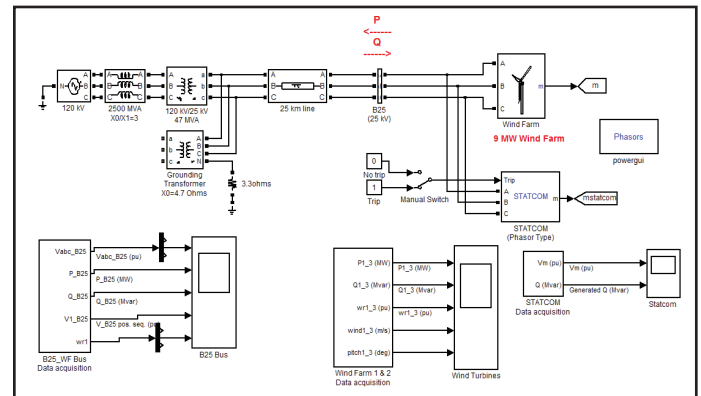 P
<------
Q
------>
N
A
B
C
A
B
C
A
B
C
A
B
C
a
b
c
A
B
C
A
B
C
A
B
C
m
m
120 kV
2500 MVA
X0/X1=3
120 kV/25 kV
47 MVA
25 km line
B25
(25 kV)
Wind Farm
9 MW Wind Farm
Phasors
powergui
a
b
c
A
B
C
N
Grounding
Transformer
X0=4.7 Ohms
3.3ohms
0
No trip
1
Trip
Manual Switch
Trip
A
B
C
STATCOM
m
mstatcom
STATCOM
(Phasor Type)
Vabc_B25
Vabc_B25 (pu)
P_B25
P_B25 (MW)
Q_B25
Q_B25 (Mvar)
V1_B25
V_B25 pos. seq. (pu)
wr1
B25_WF Bus
Data acquisition
B25 Bus
P1_3 (MW)
P1_3 (MW)
Q1_3 (Mvar)
Q1_3 (Mvar)
wr1_3 (pu)
wr1_3 (pu)
wind1_3 (m/s)
pitch1_3 (deg)
Wind Farm 1 & 2
Data acquisition
Wind Turbines
Vm (pu)
Vm (pu)
Q (Mvar)
Generated Q (Mvar)
STATCOM
Data acquisition
Statcom